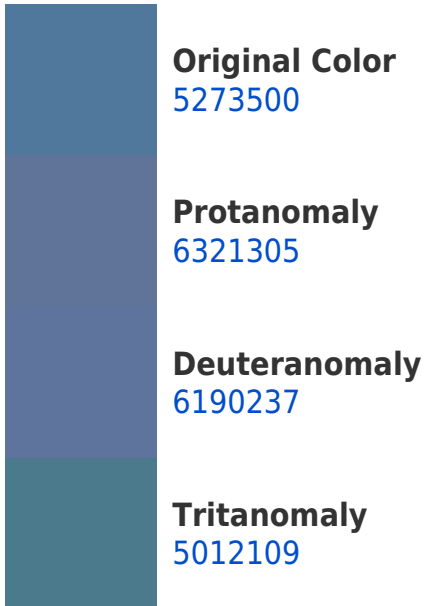 Original Color
5273500
Protanomaly
6321305
Deuteranomaly
6190237
Tritanomaly
5012109